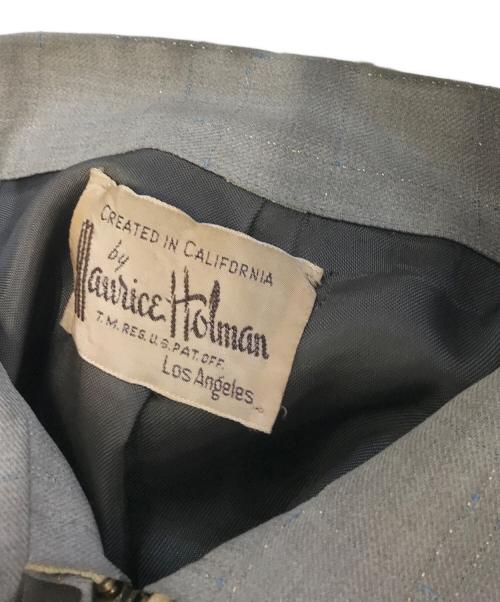 CREATED IN CALIFORNIA
by
Maurice Holman
T.M. REG. U.S. PAT. OFF.
Los Angeles